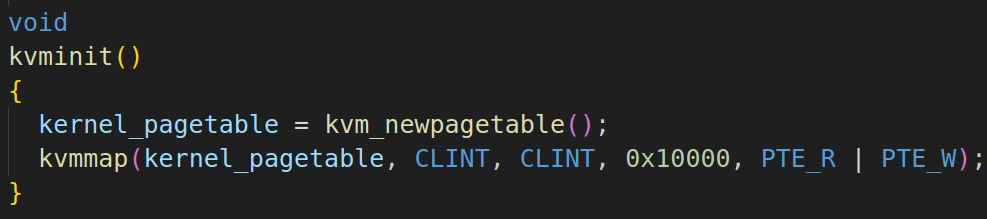 void
kvminit()
{
  kernel_pagetable = kvm_newpagetable();
  kvmmap(kernel_pagetable, CLINT, CLINT, 0x10000, PTE_R | PTE_W);
}